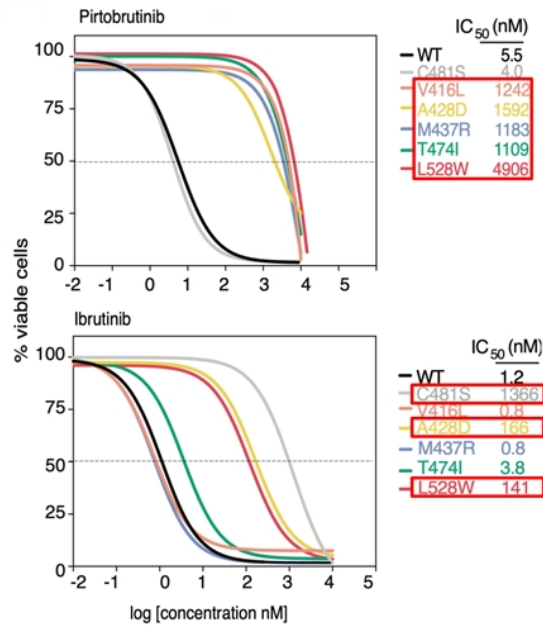 Pirtobrutinib
IC50 (nM)
WT 5.5
C481S 4.0
V416L 1242
A428D 1592
M437R 1183
T474I 1109
L528W 4906
100
75
50
25
0
-2 -1 0 1 2 3 4 5
% viable cells
Ibrutinib
IC50 (nM)
WT 1.2
C481S 1366
V416L 0.8
A428D 166
M437R 0.8
T474I 3.8
L528W 141
100
75
50
25
0
-2 -1 0 1 2 3 4 5
log [concentration nM]